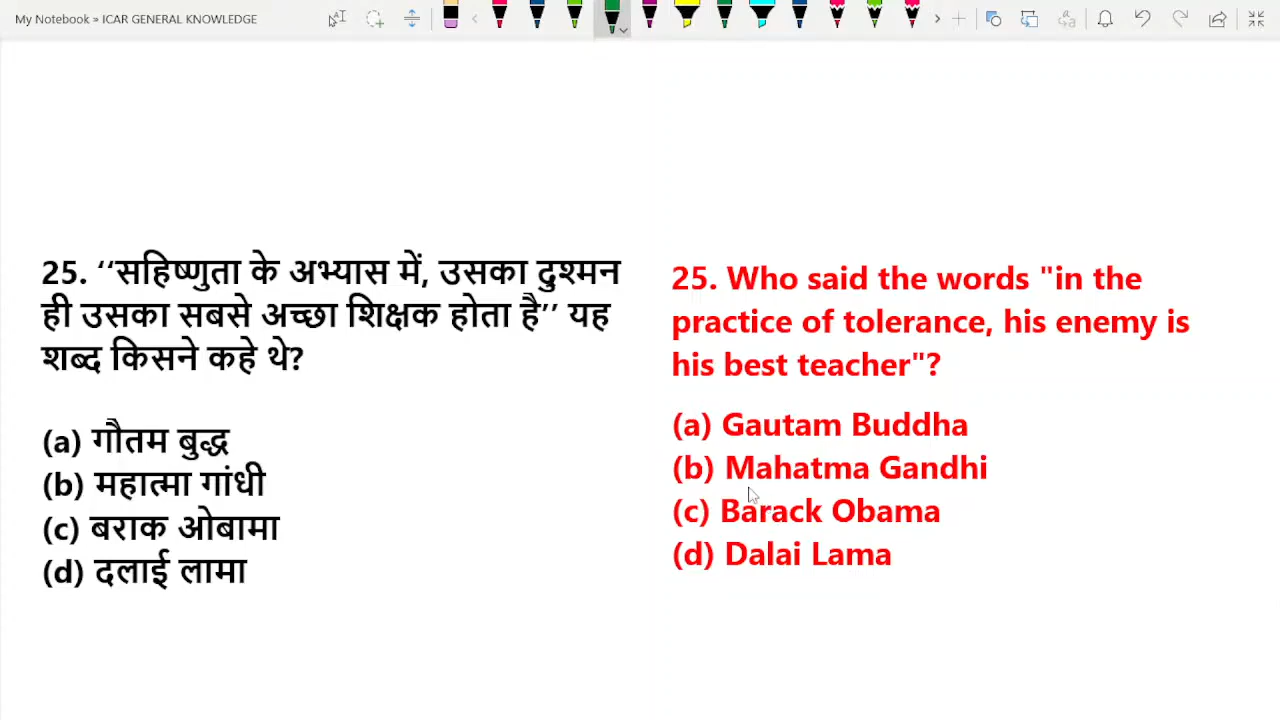 My Notebook » ICAR GENERAL KNOWLEDGE
25. ‘‘सहिष्णुता के अभ्यास में, उसका दुश्मन
ही उसका सबसे अच्छा शिक्षक होता है’’ यह
शब्द किसने कहे थे?
(a) गौतम बुद्ध
(b) महात्मा गांधी
(c) बराक ओबामा
(d) दलाई लामा
25. Who said the words "in the
practice of tolerance, his enemy is
his best teacher"?
(a) Gautam Buddha
(b) Mahatma Gandhi
(c) Barack Obama
(d) Dalai Lama